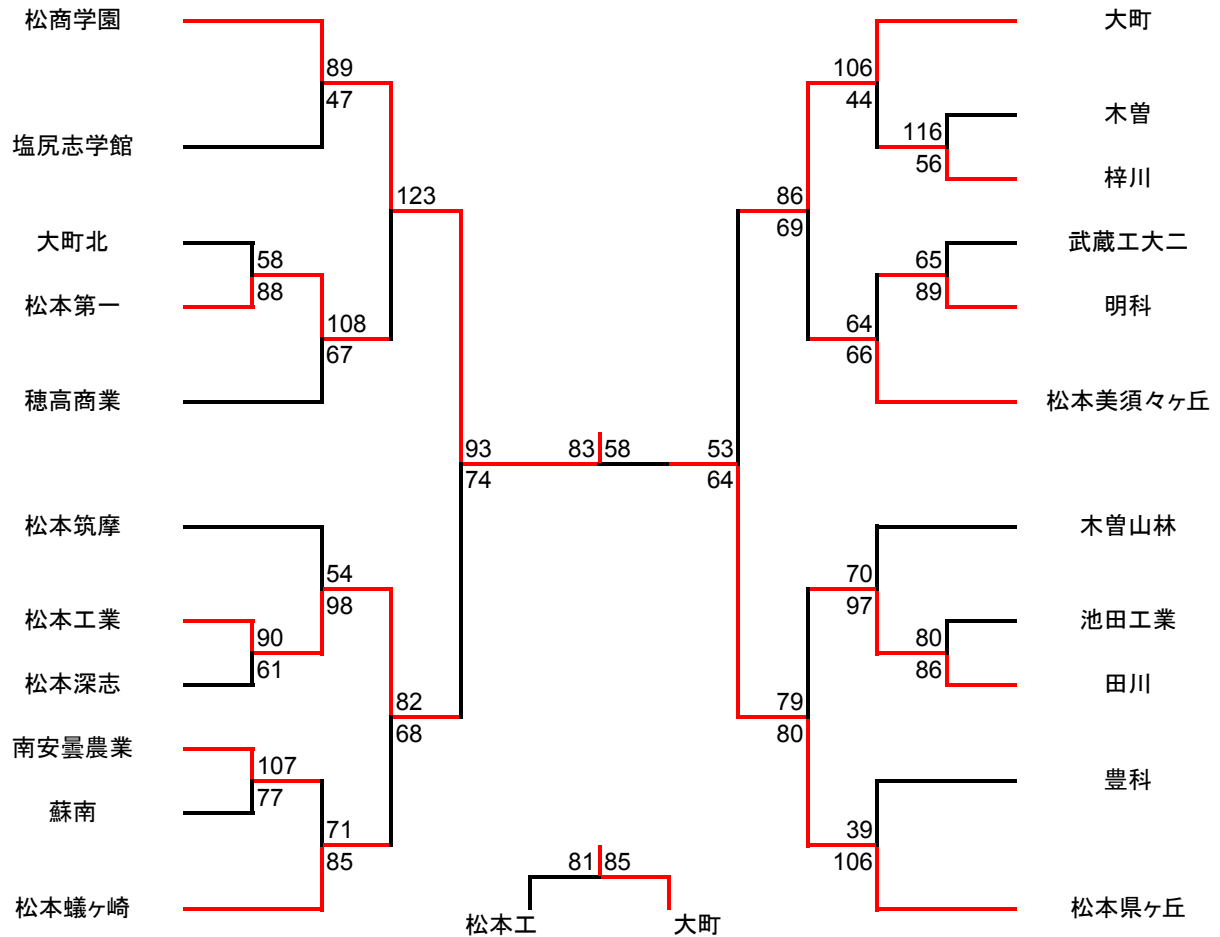 松商学園
89
47
塩尻志学館
123
大町北
58
88
松本第一
108
67
穂高商業
93
74
松本筑摩
54
98
松本工業
90
61
松本深志
82
68
南安曇農業
107
77
蘇南
71
85
松本蟻ヶ崎
83 58
81 85
松本工 大町
大町
106
44
木曽
116
56
梓川
86
69
武蔵工大二
65
89
明科
64
66
松本美須々ヶ丘
53
64
木曽山林
70
97
池田工業
80
86
田川
79
80
豊科
39
106
松本県ヶ丘